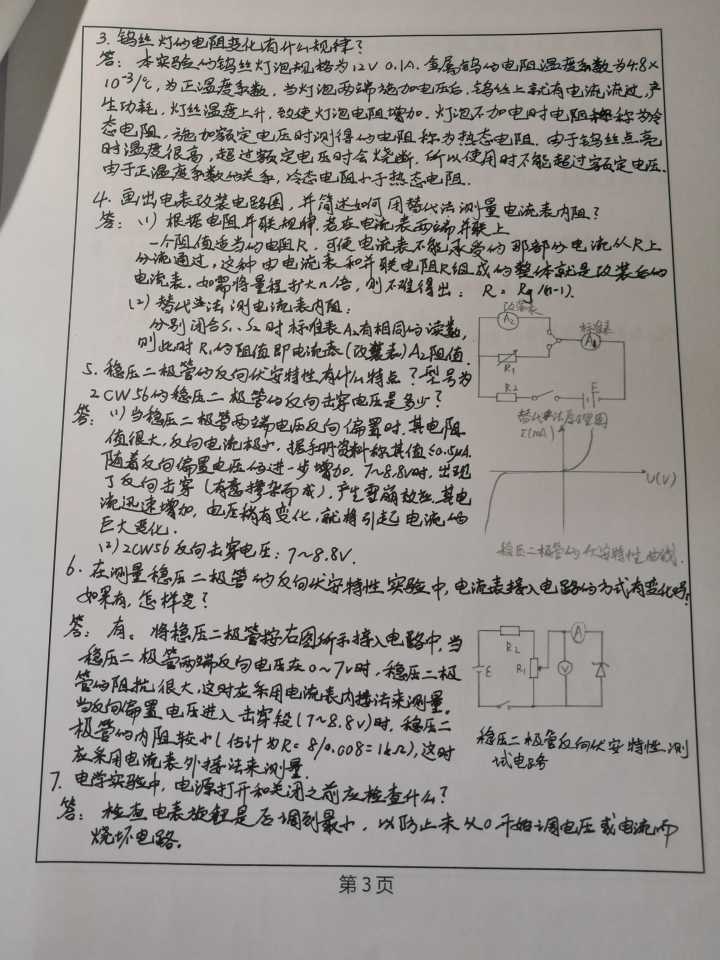 3. 钨丝灯的电阻变化有什么规律？
答：本实验的钨丝灯泡规格为12V 0.1A. 金属钨的电阻温度系数为4.8×
10⁻³/℃，为正温度系数，当灯泡两端施加电压后，钨丝上就有电流流过，产
生功耗，灯丝温度上升，致使灯泡电阻增加. 灯泡不加电时电阻称为冷
态电阻，施加额定电压时测得的电阻称为热态电阻. 由于钨丝点亮
时温度很高，超过额定电压时会烧断，所以使用时不能超过额定电压.
由于正温度系数的关系，冷态电阻小于热态电阻.
4. 画出电表改装电路图，并简述如何用替代法测量电流表内阻？
答：(1) 根据电阻并联规律，若在电流表两端并联上
一个阻值适当的电阻R，可使电流表不能承受的那部分电流从R上
分流通过，这种由电流表和并联电阻R组成的整体就是改装后的
电流表. 如需将量程扩大n倍，则不难得出：R=Rg/(n-1).
(2) 替代法测电流表内阻：
分别闭合S₁、S₂时标准表A₀有相同的读数，
则此时R₁的阻值即电流表(改装表)A₂阻值.
改装表
A₂
标准表
R₁
R₂
E
替代法原理图
5. 稳压二极管的反向伏安特性有什么特点？型号为
2CW56的稳压二极管的反向击穿电压是多少？
答：(1) 当稳压二极管两端电压反向偏置时，其电阻
值很大，反向电流极小，据手册资料称其值≤0.5μA.
随着反向偏置电压的进一步增加，7~8.8V时，出现
了反向击穿（有意掺杂而成），产生雪崩效应，其电
流迅速增加，电压稍有变化，就将引起电流的
巨大变化.
(2) 2CW56反向击穿电压：7~8.8V.
I(mA)
U(V)
稳压二极管的伏安特性曲线.
6. 在测量稳压二极管的反向伏安特性实验中，电流表接入电路的方式有变化吗？
如果有，怎样变？
答：有。将稳压二极管按右图所示接入电路中，当
稳压二极管两端反向电压在0~7V时，稳压二极
管的阻抗很大，这时应采用电流表内接法来测量。
当反向偏置电压进入击穿段(7~8.8V)时，稳压二
极管的内阻较小(估计为R=8/0.008=1kΩ)，这时
应采用电流表外接法来测量.
R₂
A
E
R₁
V
稳压二极管反向伏安特性测
试电路
7. 电学实验中，电源打开和关闭之前应检查什么？
答：检查电表旋钮是否调到最小，以防止未从0开始调电压或电流而
烧坏电路.
第 3 页